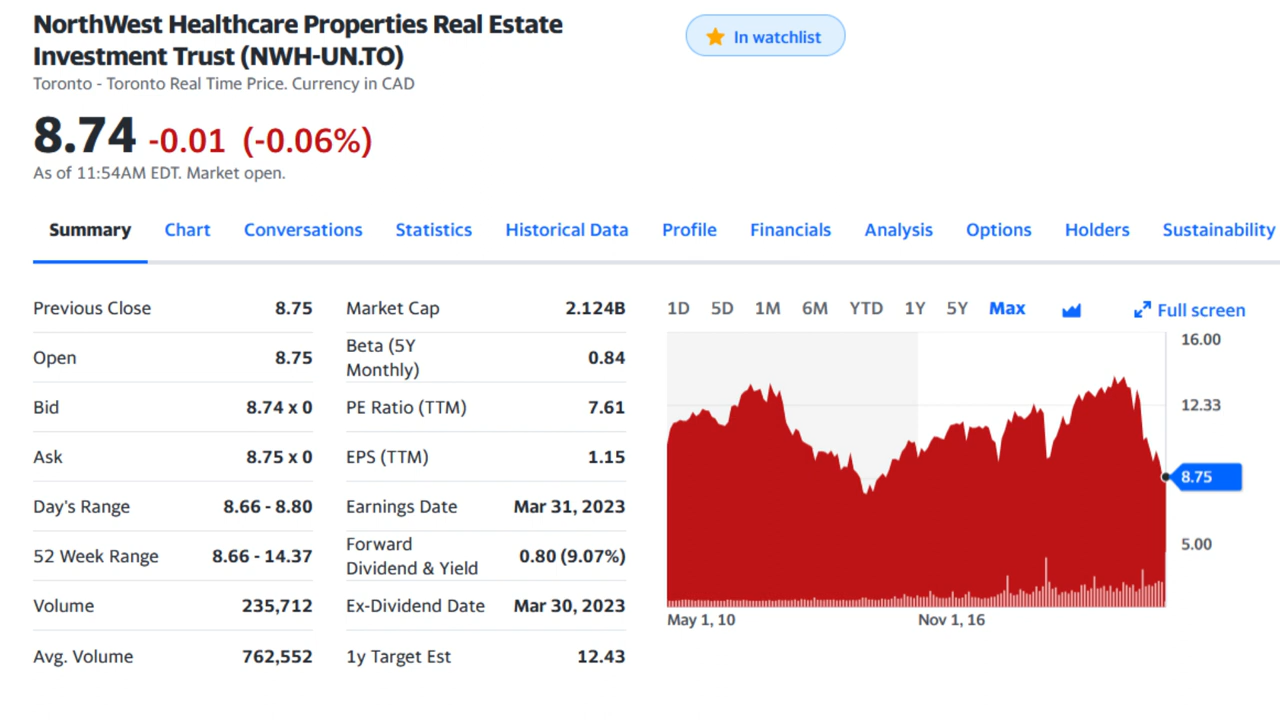 NorthWest Healthcare Properties Real Estate
Investment Trust (NWH-UN.TO)
In watchlist
Toronto - Toronto Real Time Price. Currency in CAD
8.74 -0.01 (-0.06%)
As of 11:54AM EDT. Market open.
Summary Chart Conversations Statistics Historical Data Profile Financials Analysis Options Holders Sustainability
Previous Close 8.75
Open 8.75
Bid 8.74 x 0
Ask 8.75 x 0
Day's Range 8.66 - 8.80
52 Week Range 8.66 - 14.37
Volume 235,712
Avg. Volume 762,552
Market Cap 2.124B
Beta (5Y
Monthly) 0.84
PE Ratio (TTM) 7.61
EPS (TTM) 1.15
Earnings Date Mar 31, 2023
Forward
Dividend & Yield 0.80 (9.07%)
Ex-Dividend Date Mar 30, 2023
1y Target Est 12.43
1D 5D 1M 6M YTD 1Y 5Y Max Full screen
16.00
12.33
8.75
5.00
May 1, 10 Nov 1, 16